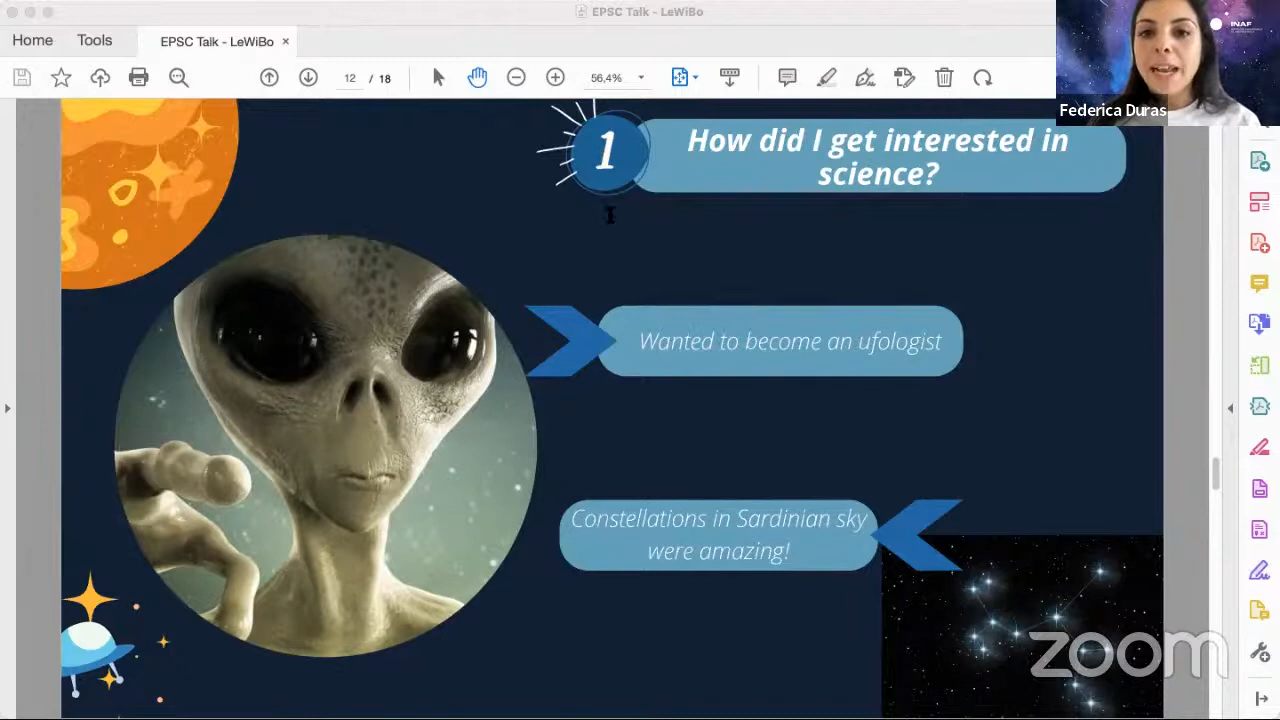 EPSC Talk - LeWiBo
Home
Tools
EPSC Talk - LeWiBo ×
12 / 18
56,4%
INAF
Federica Duras
1
How did I get interested in
science?
Wanted to become an ufologist
Constellations in Sardinian sky
were amazing!
zoom